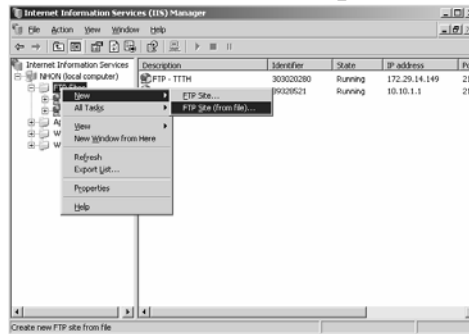 Internet Information Services (IIS) Manager
File Action View Window Help
Internet Information Services
NHON (local computer)
FTP Sites
Description Identifier State IP address
FTP - TTTH 303020280 Running 172.29.14.149 21
Running 10.10.1.1 21
New
All Tasks
View
New Window from Here
Refresh
Export List...
Properties
Help
FTP Site...
FTP Site (from file)...
Create new FTP site from file